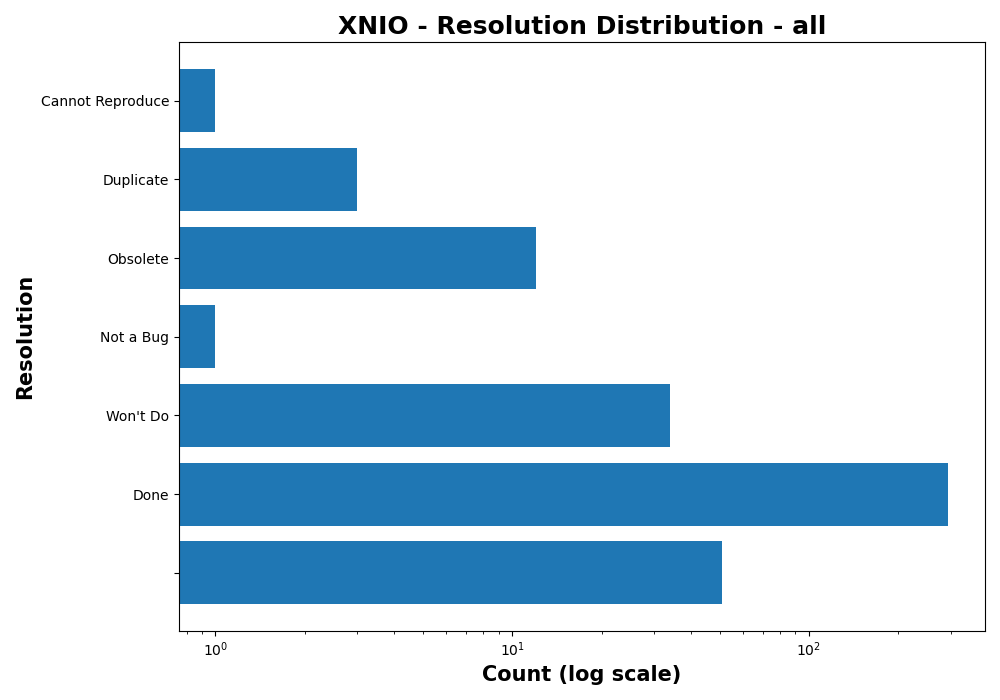 XNIO - Resolution Distribution - all
Cannot Reproduce
Duplicate
Obsolete
Not a Bug
Won't Do
Done
Resolution
10⁰ 10¹ 10²
Count (log scale)